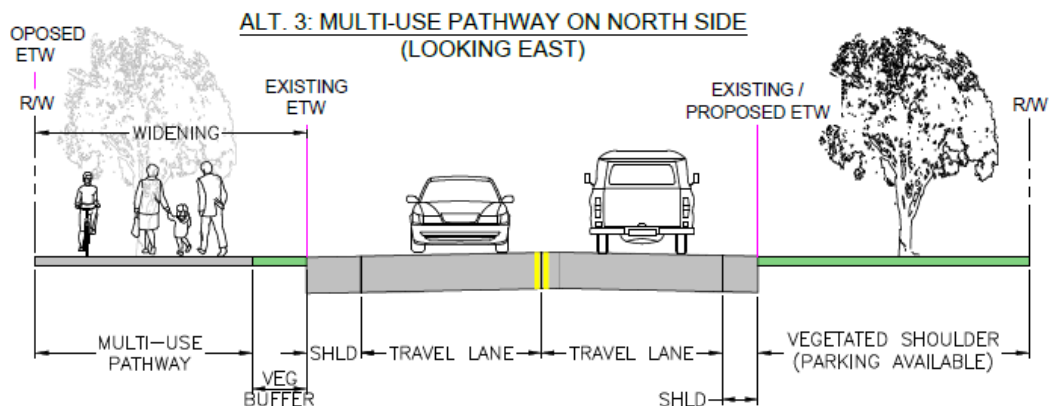 ALT. 3: MULTI-USE PATHWAY ON NORTH SIDE
(LOOKING EAST)
OPOSED
ETW
R/W
WIDENING
EXISTING
ETW
EXISTING /
PROPOSED ETW
R/W
MULTI-USE
PATHWAY
VEG
BUFFER
SHLD
TRAVEL LANE
TRAVEL LANE
SHLD
VEGETATED SHOULDER
(PARKING AVAILABLE)